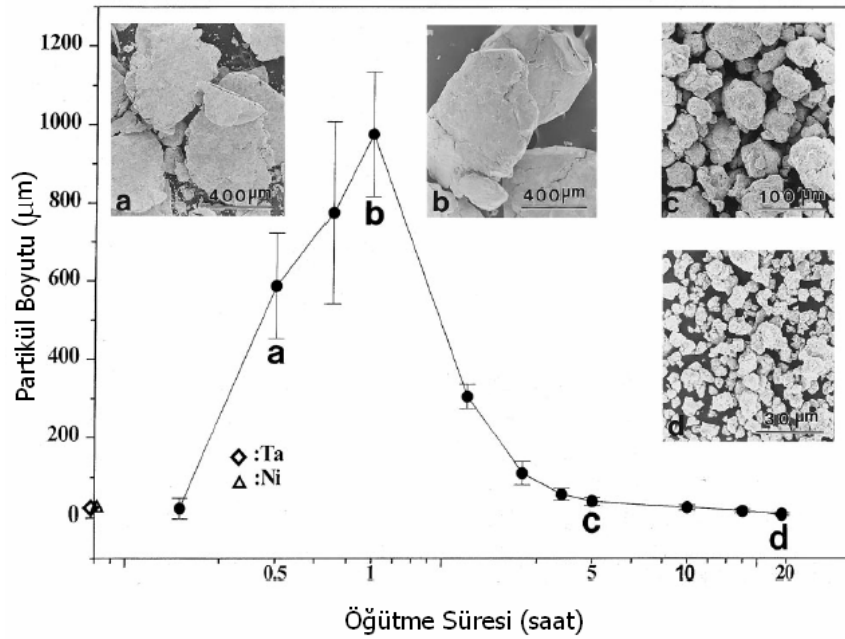 Partikül Boyutu (µm)
1200
1000
800
600
400
200
0
a
400µm
b
400µm
c
100µm
d
30µm
b
a
◇ :Ta
△ :Ni
c
d
0.5
1
5
10
20
Öğütme Süresi (saat)